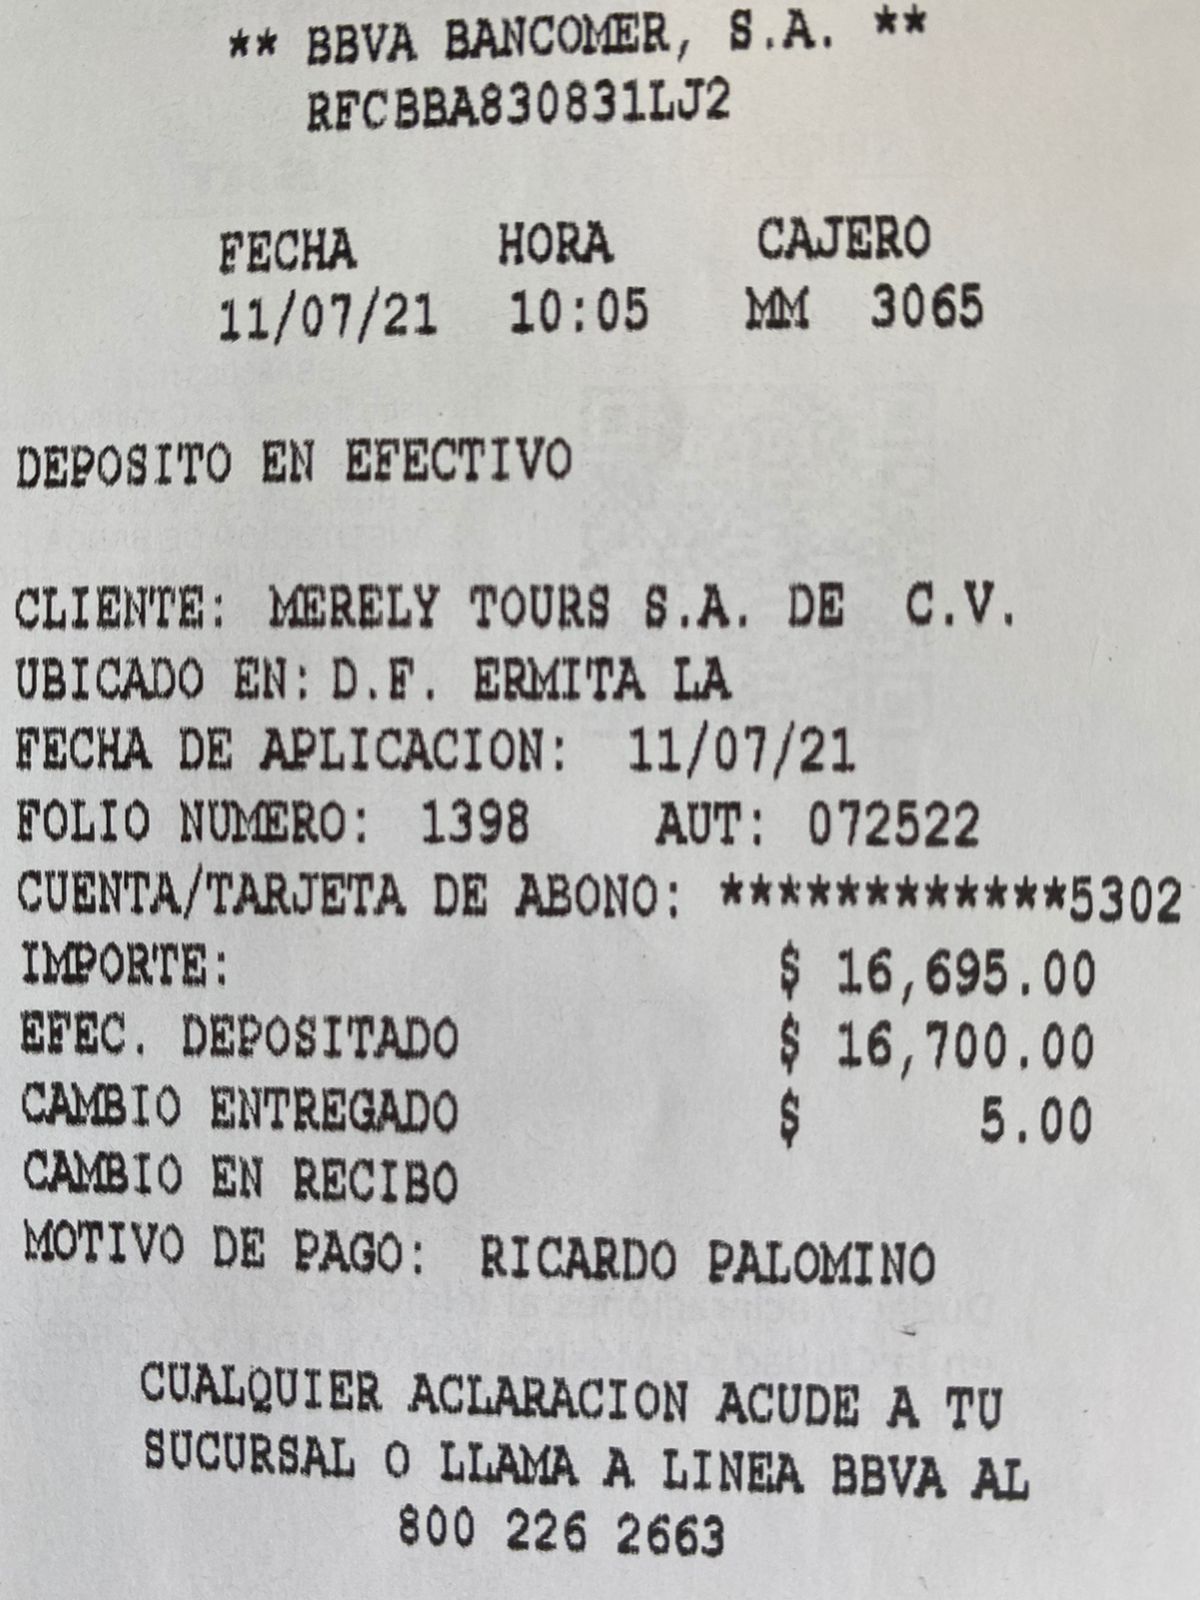 ** BBVA BANCOMER, S.A. **
RFCBBA830831LJ2
FECHA HORA CAJERO
11/07/21 10:05 MM 3065
DEPOSITO EN EFECTIVO
CLIENTE: MERELY TOURS S.A. DE C.V.
UBICADO EN: D.F. ERMITA LA
FECHA DE APLICACION: 11/07/21
FOLIO NUMERO: 1398 AUT: 072522
CUENTA/TARJETA DE ABONO: ************5302
IMPORTE: $ 16,695.00
EFEC. DEPOSITADO $ 16,700.00
CAMBIO ENTREGADO $ 5.00
CAMBIO EN RECIBO
MOTIVO DE PAGO: RICARDO PALOMINO
CUALQUIER ACLARACION ACUDE A TU
SUCURSAL O LLAMA A LINEA BBVA AL
800 226 2663